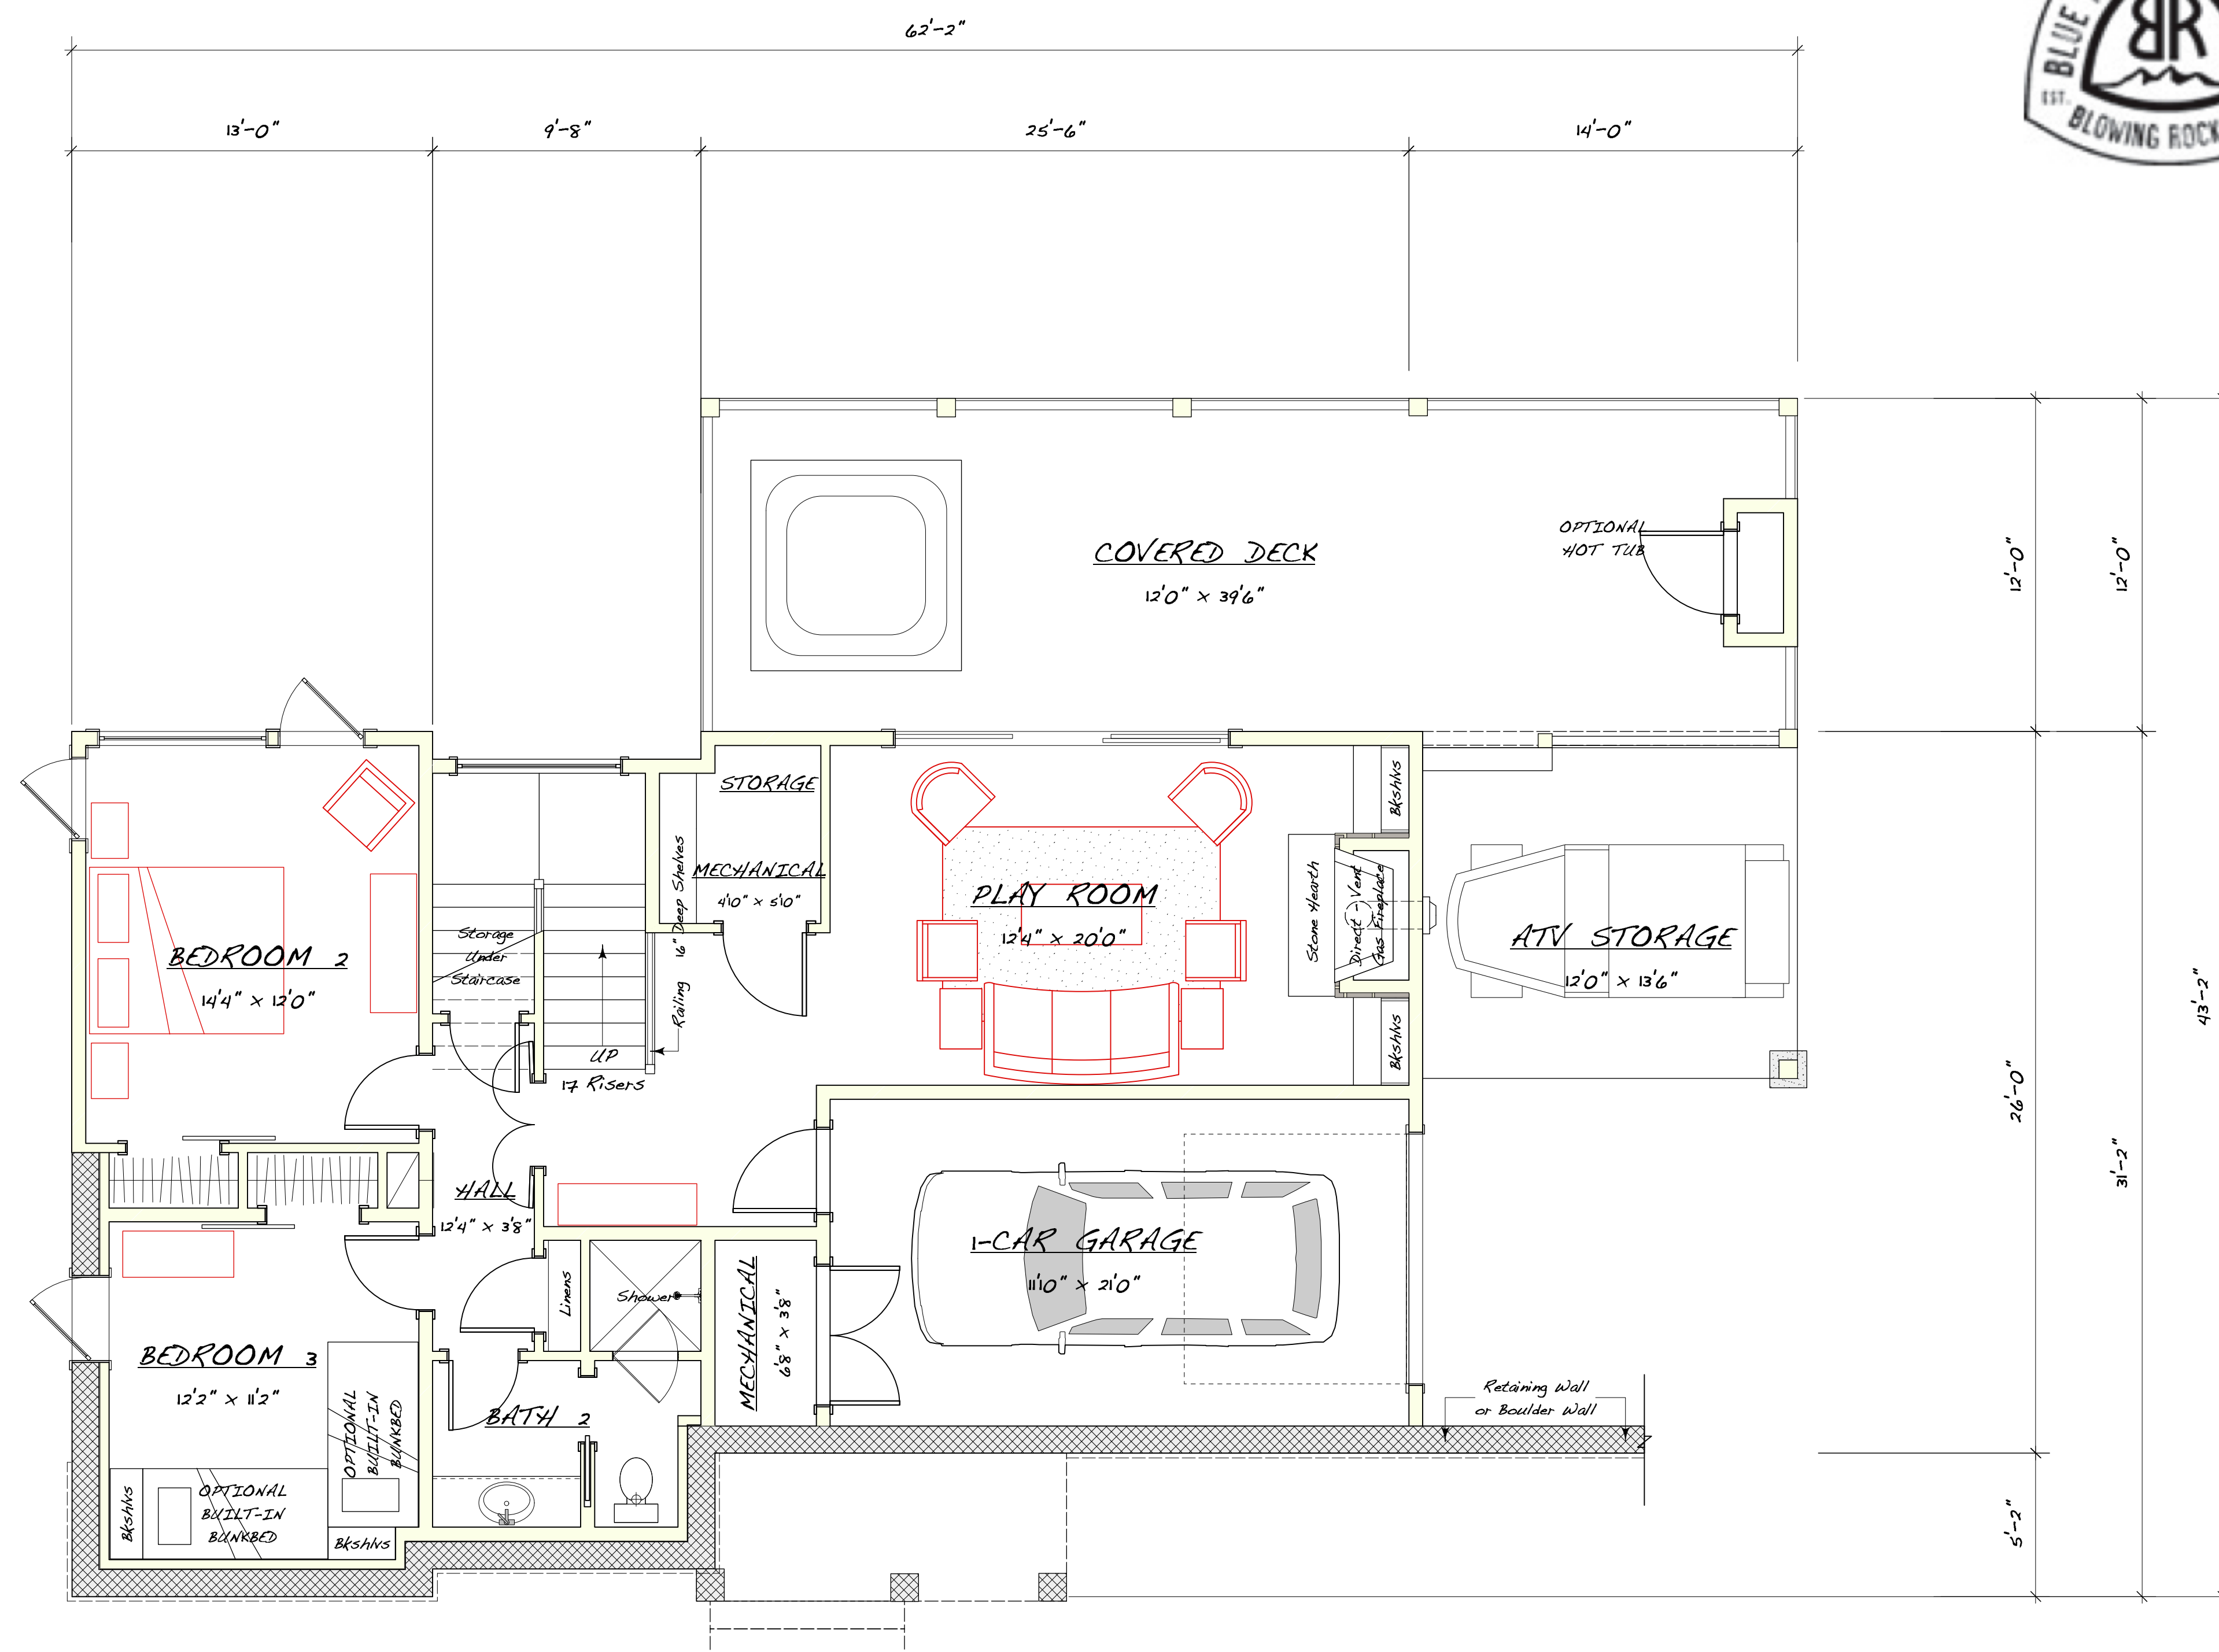 62'-2"
BLUE
BR
EST.
BLOWING ROCK
13'-0"
9'-8"
25'-6"
14'-0"
COVERED DECK
12'0" x 39'6"
OPTIONAL
HOT TUB
12'-0"
12'-0"
STORAGE
MECHANICAL
4'10" x 5'0"
16" Deep Shelves
Railing
Storage
Under
Staircase
UP
17 Risers
BEDROOM 2
14'4" x 12'0"
PLAY ROOM
12'4" x 20'0"
Bkshlvs
Stone Hearth
Direct-Vent
Gas Fireplace
Bkshlvs
ATV STORAGE
12'0" x 13'6"
43'-2"
26'-0"
31'-2"
HALL
12'4" x 3'8"
Linens
Shower
MECHANICAL
6'8" x 3'8"
1-CAR GARAGE
11'10" x 21'0"
BEDROOM 3
12'2" x 11'2"
OPTIONAL
BUILT-IN
BUNKBED
BATH 2
Retaining Wall
or Boulder Wall
Bkshlvs
OPTIONAL
BUILT-IN
BUNKBED
Bkshlvs
5'-2"